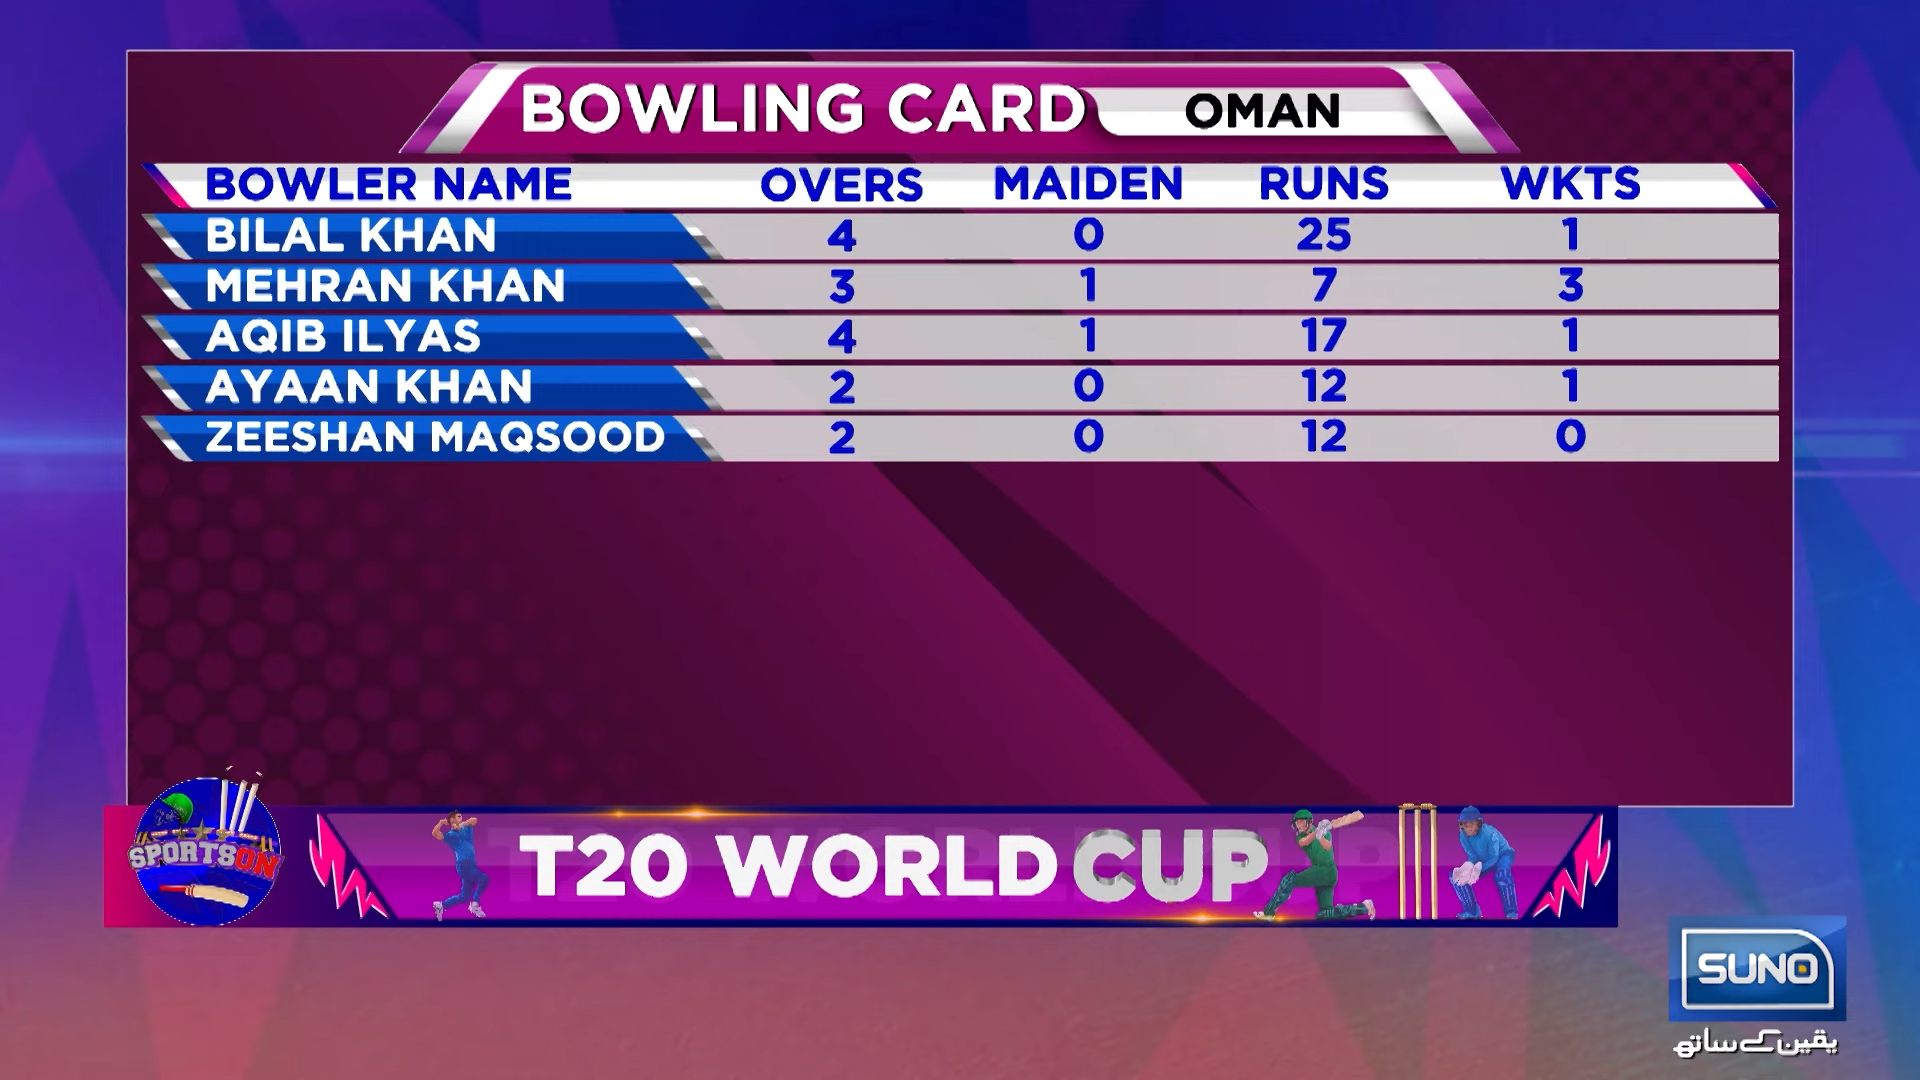 BOWLING CARD OMAN
BOWLER NAME OVERS MAIDEN RUNS WKTS
BILAL KHAN 4 0 25 1
MEHRAN KHAN 3 1 7 3
AQIB ILYAS 4 1 17 1
AYAAN KHAN 2 0 12 1
ZEESHAN MAQSOOD 2 0 12 0
SPORTSON
T20 WORLD CUP
SUNO
یقین کے ساتھ